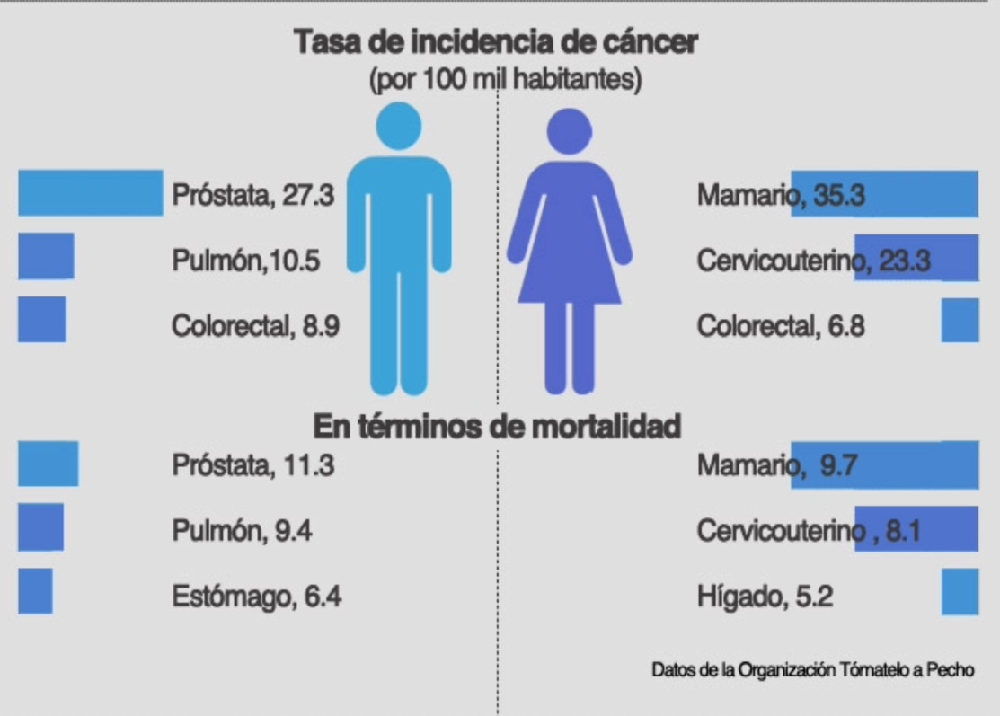 Tasa de incidencia de cáncer
(por 100 mil habitantes)
Próstata, 27.3
Pulmón,10.5
Colorectal, 8.9
Mamario, 35.3
Cervicouterino, 23.3
Colorectal, 6.8
En términos de mortalidad
Próstata, 11.3
Pulmón, 9.4
Estómago, 6.4
Mamario, 9.7
Cervicouterino , 8.1
Hígado, 5.2
Datos de la Organización Tómatelo a Pecho